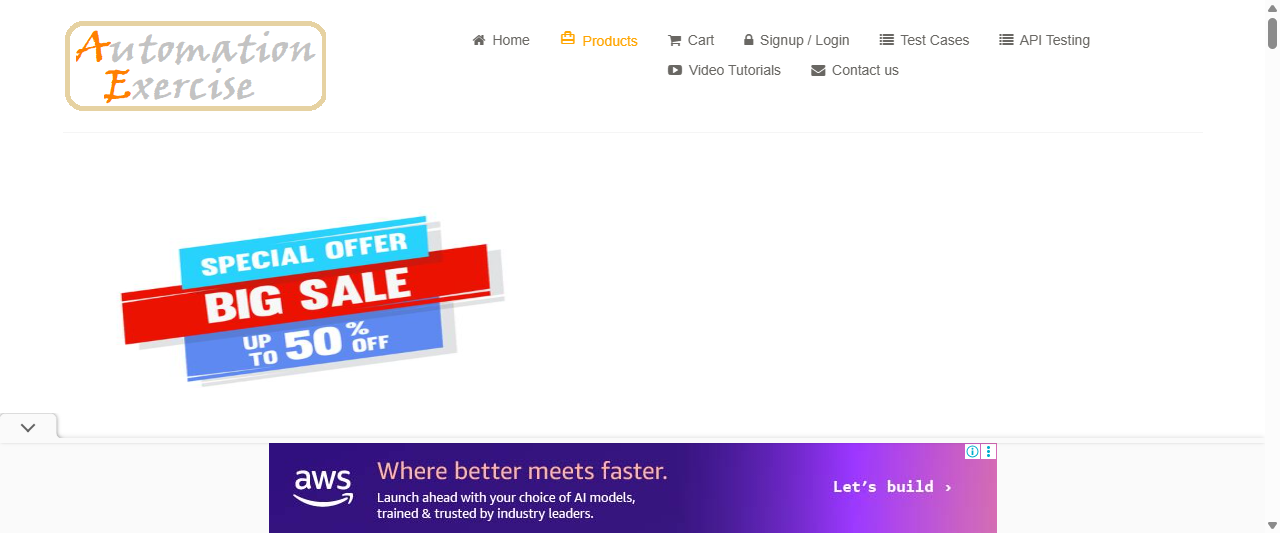 Automation
Exercise
Home Products Cart Signup / Login Test Cases API Testing
Video Tutorials Contact us
SPECIAL OFFER
BIG SALE
UP TO 50% OFF
aws
Where better meets faster.
Launch ahead with your choice of AI models,
trained & trusted by industry leaders.
Let's build ›